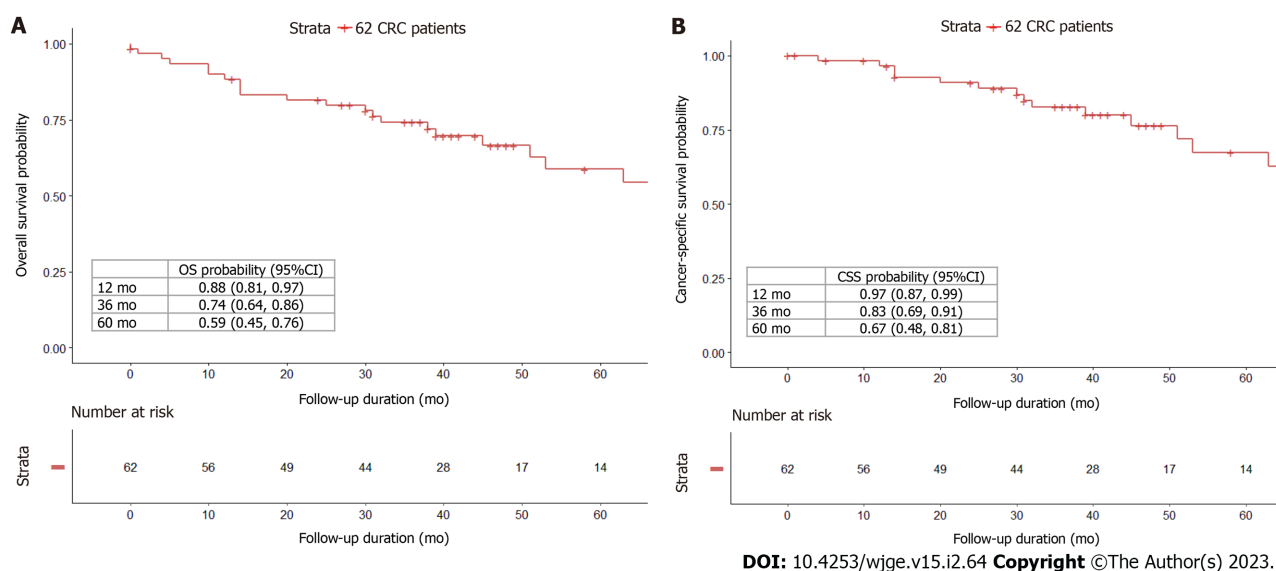 A
Strata 62 CRC patients
Overall survival probability
1.00
0.75
0.50
0.25
0.00
OS probability (95%CI)
12 mo 0.88 (0.81, 0.97)
36 mo 0.74 (0.64, 0.86)
60 mo 0.59 (0.45, 0.76)
0 10 20 30 40 50 60
Follow-up duration (mo)
Number at risk
Strata
62 56 49 44 28 17 14
0 10 20 30 40 50 60
Follow-up duration (mo)
B
Strata 62 CRC patients
Cancer-specific survival probability
1.00
0.75
0.50
0.25
0.00
CSS probability (95%CI)
12 mo 0.97 (0.87, 0.99)
36 mo 0.83 (0.69, 0.91)
60 mo 0.67 (0.48, 0.81)
0 10 20 30 40 50 60
Follow-up duration (mo)
Number at risk
Strata
62 56 49 44 28 17 14
0 10 20 30 40 50 60
Follow-up duration (mo)
DOI: 10.4253/wjge.v15.i2.64 Copyright ©The Author(s) 2023.